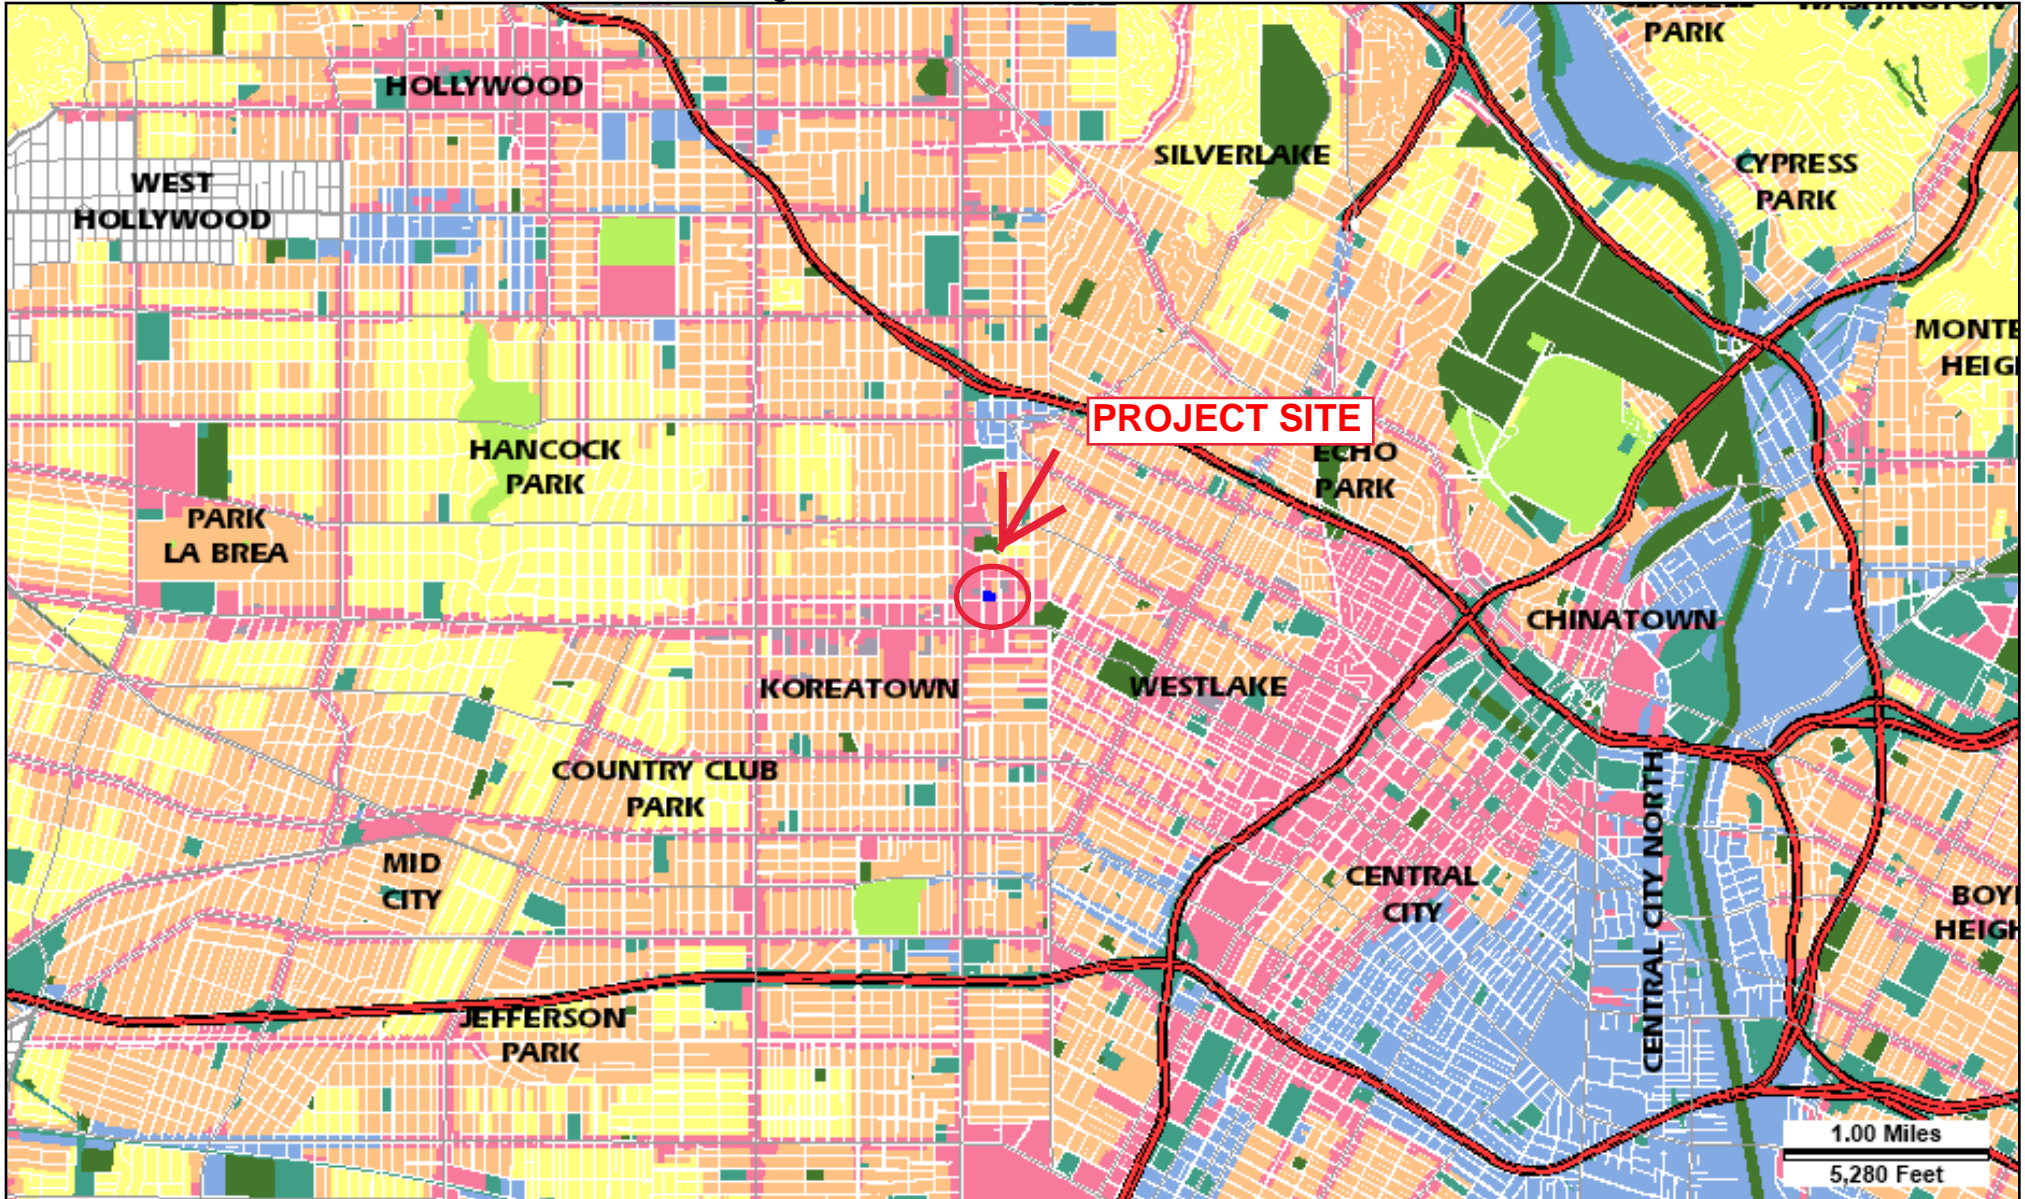 PARK
WASHINGTON
HOLLYWOOD
SILVERLAKE
CYPRESS
PARK
WEST
HOLLYWOOD
MONTE
HEIG
PROJECT SITE
ECHO
PARK
HANCOCK
PARK
PARK
LA BREA
CHINATOWN
KOREATOWN
WESTLAKE
COUNTRY CLUB
PARK
MID
CITY
CENTRAL
CITY
CENTRAL CITY NORTH
BOY
HEIGH
JEFFERSON
PARK
1.00 Miles
5,280 Feet